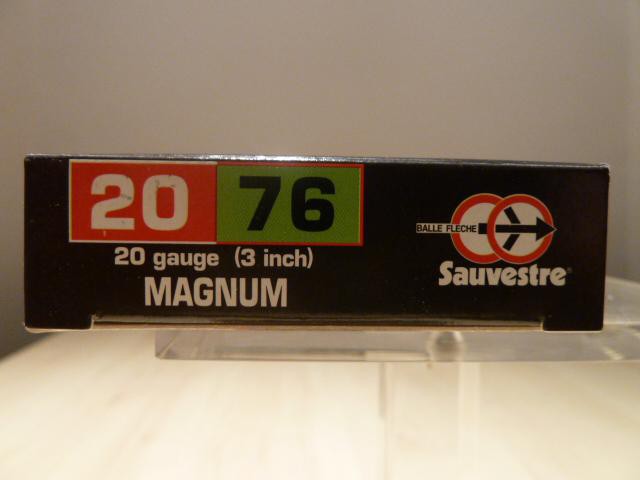 20 76
20 gauge (3 inch)
MAGNUM
BALLE FLECHE
Sauvestre®